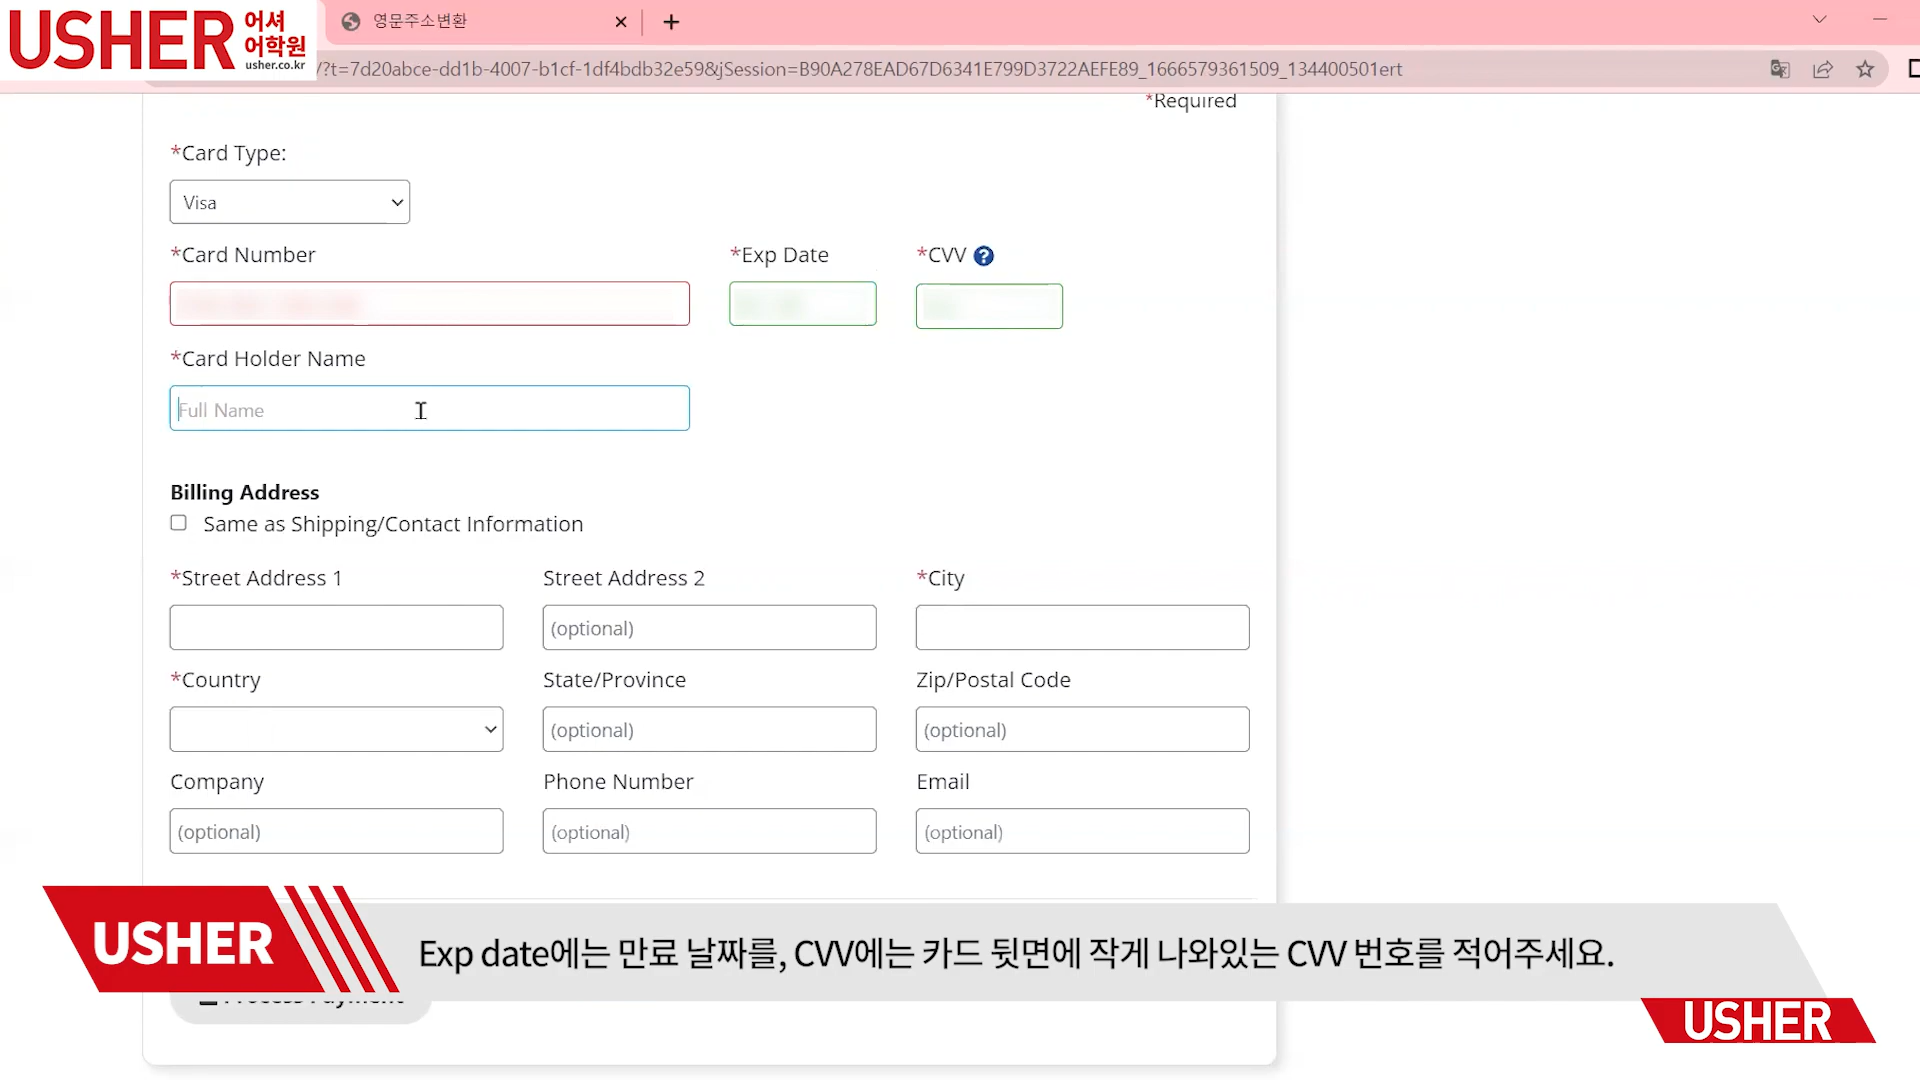 USHER 어셔
어학원
usher.co.kr
영문주소변환
/?t=7d20abce-dd1b-4007-b1cf-1df4bdb32e59&jSession=B90A278EAD67D6341E799D3722AEFE89_1666579361509_134400501ert
*Required
*Card Type:
Visa
*Card Number
*Exp Date
*CVV ?
*Card Holder Name
Full Name
Billing Address
Same as Shipping/Contact Information
*Street Address 1
Street Address 2
*City
(optional)
*Country
State/Province
Zip/Postal Code
(optional)
(optional)
Company
Phone Number
Email
(optional)
(optional)
(optional)
USHER
Exp date에는 만료 날짜를, CVV에는 카드 뒷면에 작게 나와있는 CVV 번호를 적어주세요.
Process Payment
USHER